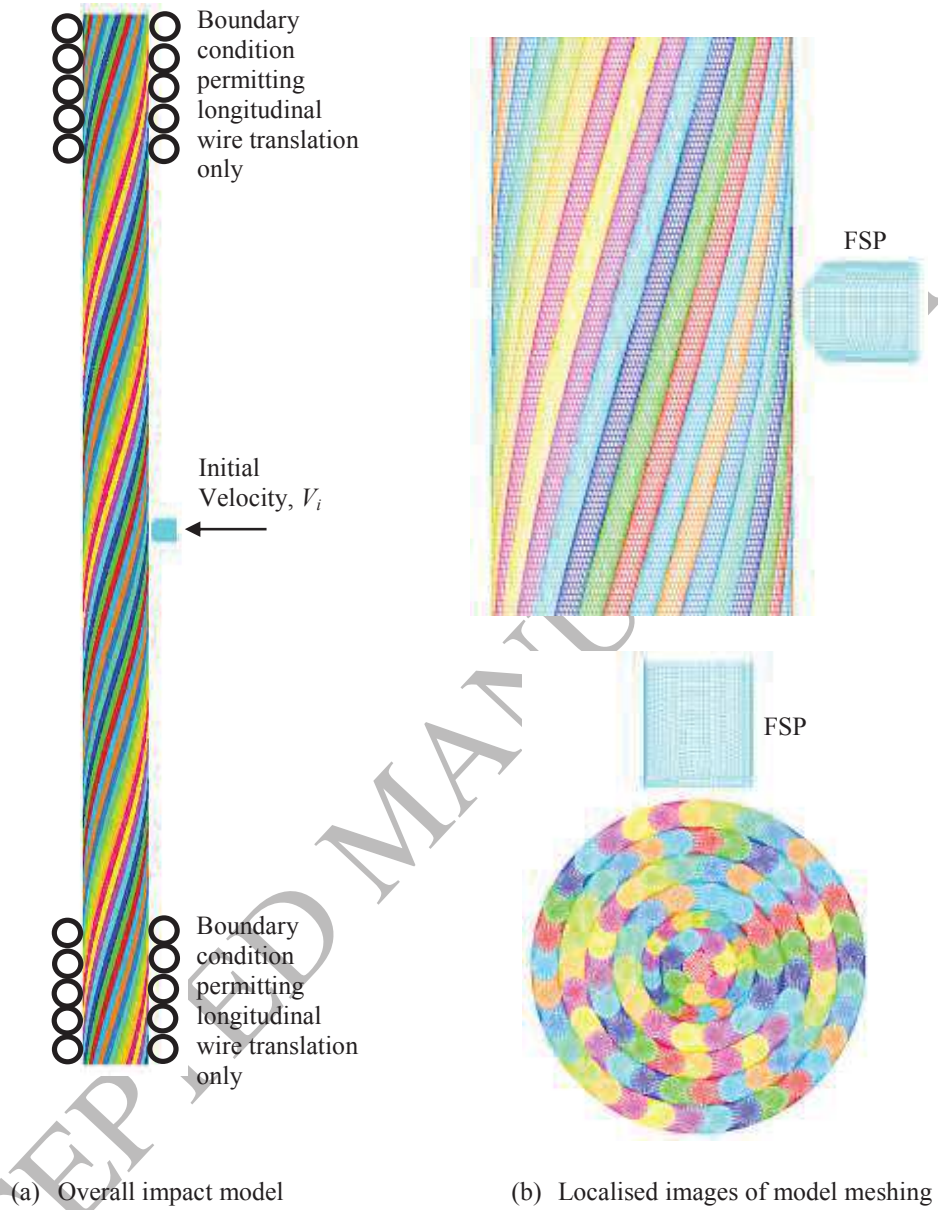 Boundary
condition
permitting
longitudinal
wire translation
only
Initial
Velocity, Vi
Boundary
condition
permitting
longitudinal
wire translation
only
(a) Overall impact model
FSP
FSP
(b) Localised images of model meshing